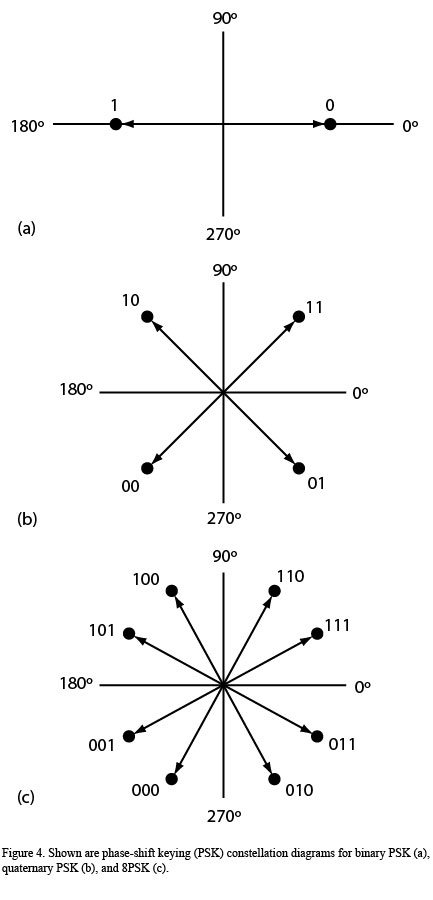 90º
1
0
180º
0º
(a)
270º
90º
10
11
180º
0º
00
01
(b)
270º
90º
100
110
101
111
180º
0º
001
011
000
010
(c)
270º
Figure 4. Shown are phase-shift keying (PSK) constellation diagrams for binary PSK (a),
quaternary PSK (b), and 8PSK (c).